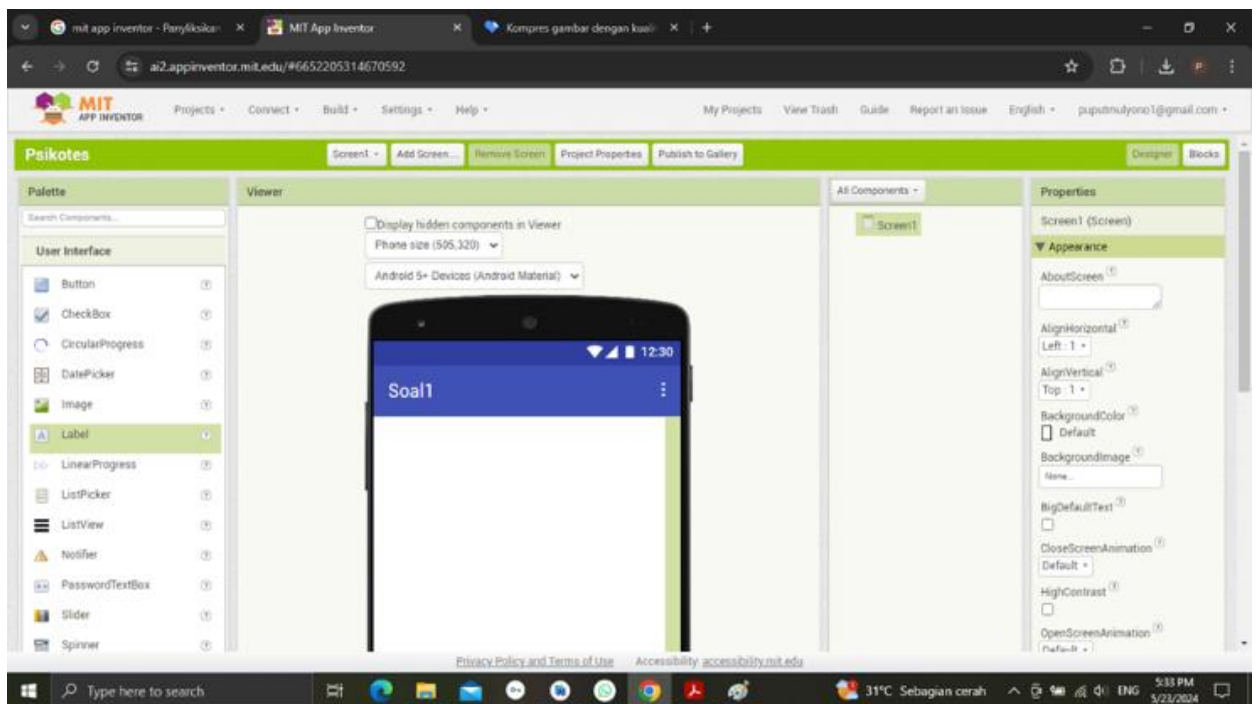 mit app inventor - Panyliksikan
MIT App Inventor
Kompres gambar dengan kuali
ai2.appinventor.mit.edu/#6652205314670592
MIT
APP INVENTOR
Projects
Connect
Build
Settings
Help
My Projects
View Trash
Guide
Report an Issue
English
puputmulyono1@gmail.com
Psikotes
Screen1
Add Screen...
Remove Screen
Project Properties
Publish to Gallery
Designer
Blocks
Palette
Viewer
All Components
Properties
Search Components...
User Interface
Button
CheckBox
CircularProgress
DatePicker
Image
Label
LinearProgress
ListPicker
ListView
Notifier
PasswordTextBox
Slider
Spinner
Display hidden components in Viewer
Phone size (505,320)
Android 5+ Devices (Android Material)
12:30
Soal1
Screen1
Screen1 (Screen)
Appearance
AboutScreen
AlignHorizontal
Left : 1
AlignVertical
Top : 1
BackgroundColor
Default
BackgroundImage
None...
BigDefaultText
CloseScreenAnimation
Default
HighContrast
OpenScreenAnimation
Default
Privacy Policy and Terms of Use
Accessibility: accessibility.mit.edu
Type here to search
31°C Sebagian cerah
ENG
5:33 PM
5/23/2024